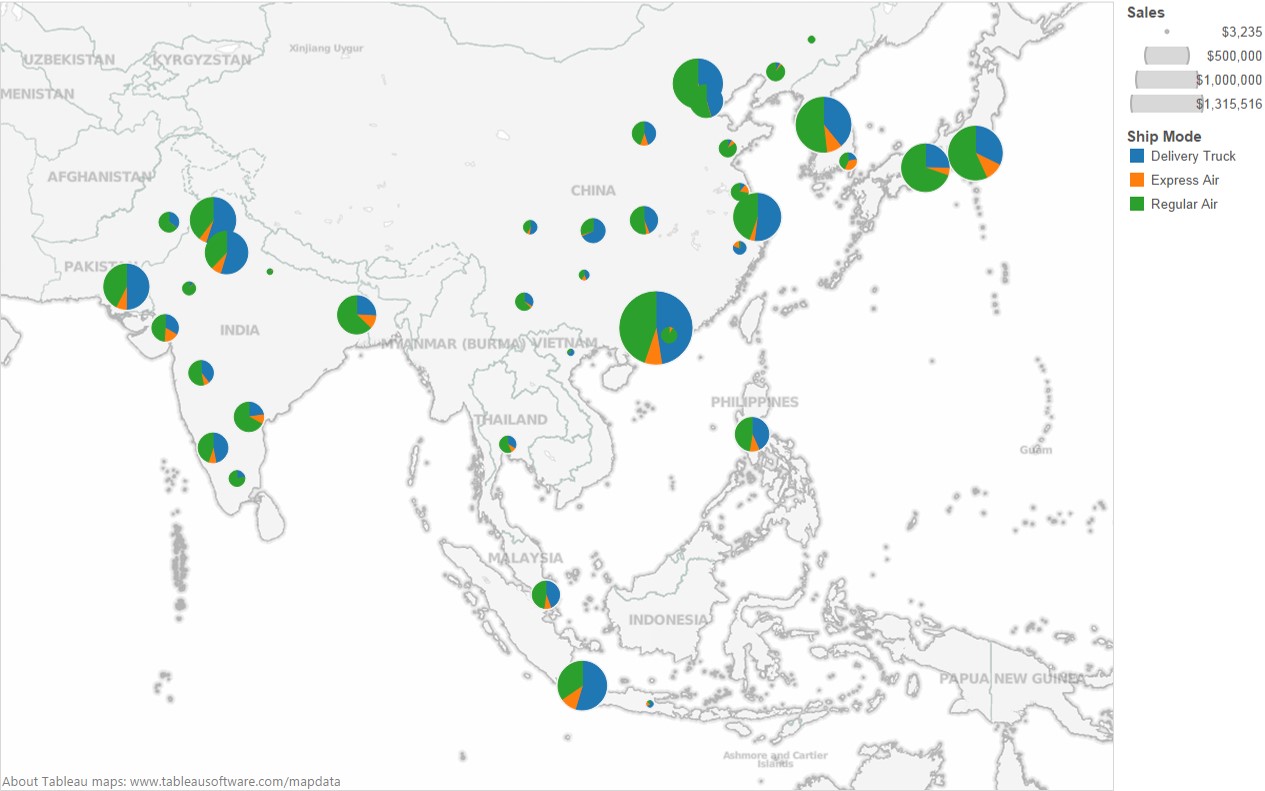 Xinjiang Uygur
UZBEKISTAN
KYRGYZSTAN
MENISTAN
AFGHANISTAN
CHINA
PAKISTAN
INDIA
MYANMAR (BURMA)
VIETNAM
THAILAND
PHILIPPINES
Guam
MALAYSIA
INDONESIA
PAPUA NEW GUINEA
Ashmore and Cartier
Islands
About Tableau maps: www.tableausoftware.com/mapdata
Sales
$3,235
$500,000
$1,000,000
$1,315,516
Ship Mode
Delivery Truck
Express Air
Regular Air